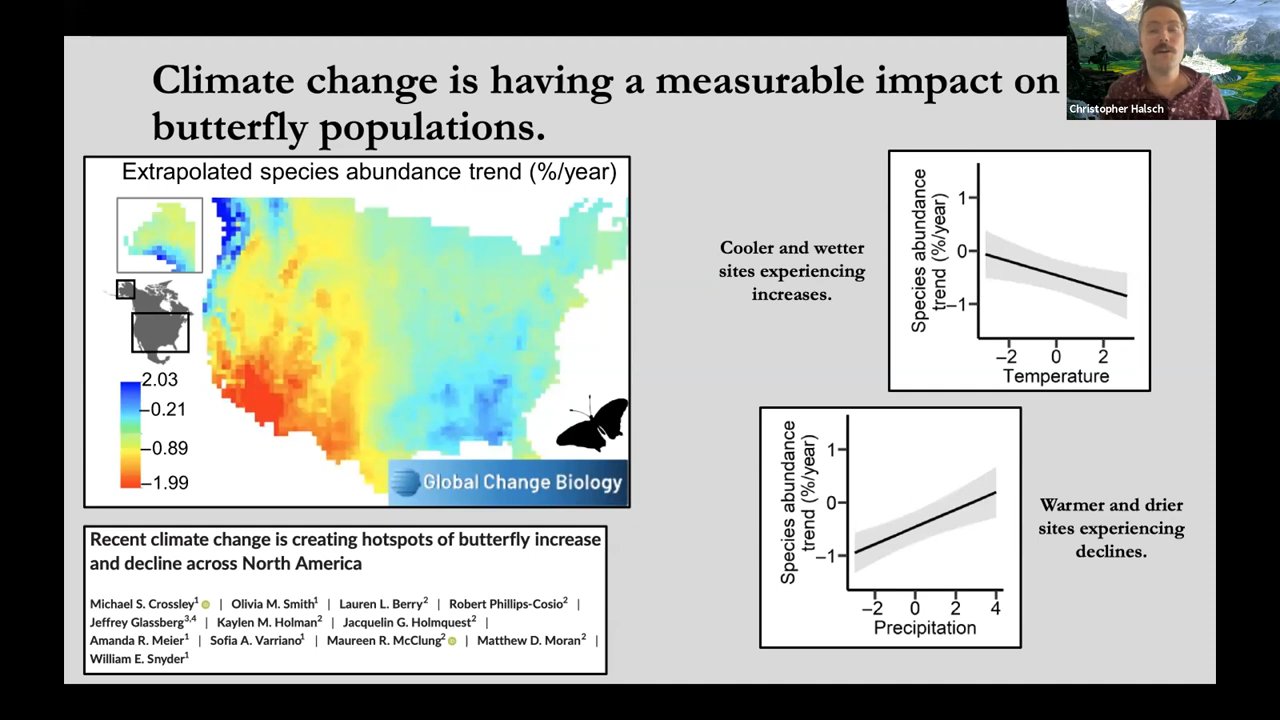 Climate change is having a measurable impact on
butterfly populations.
Christopher Halsch
Extrapolated species abundance trend (%/year)
2.03
−0.21
−0.89
−1.99
Global Change Biology
Recent climate change is creating hotspots of butterfly increase
and decline across North America
Michael S. Crossley1 | Olivia M. Smith1 | Lauren L. Berry2 | Robert Phillips-Cosio2 |
Jeffrey Glassberg3,4 | Kaylen M. Holman2 | Jacquelin G. Holmquest2 |
Amanda R. Meier1 | Sofia A. Varriano1 | Maureen R. McClung2 | Matthew D. Moran2 |
William E. Snyder1
Cooler and wetter
sites experiencing
increases.
Species abundance
trend (%/year)
1
0
−1
−2 0 2
Temperature
Species abundance
trend (%/year)
1
0
−1
−2 0 2 4
Precipitation
Warmer and drier
sites experiencing
declines.